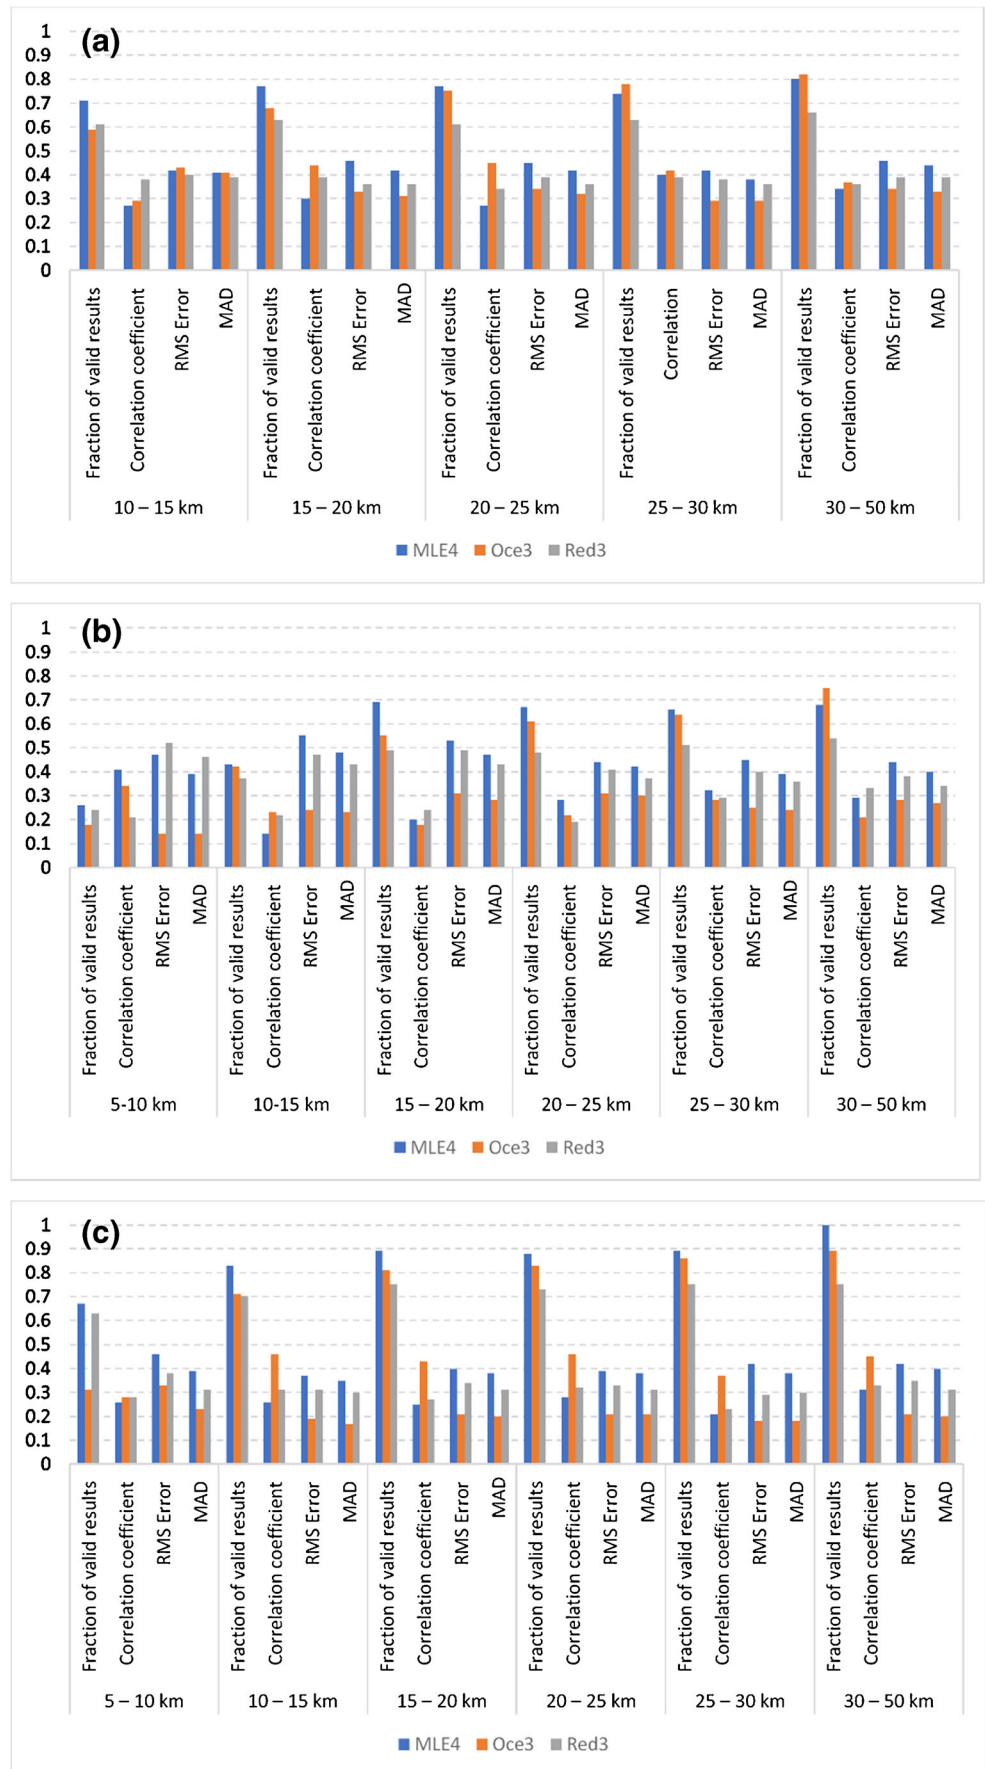 (a)
1
0.9
0.8
0.7
0.6
0.5
0.4
0.3
0.2
0.1
0
Fraction of valid results
Correlation coefficient
RMS Error
MAD
Fraction of valid results
Correlation coefficient
RMS Error
MAD
Fraction of valid results
Correlation coefficient
RMS Error
MAD
Fraction of valid results
Correlation
RMS Error
MAD
Fraction of valid results
Correlation coefficient
RMS Error
MAD
10 – 15 km
15 – 20 km
20 – 25 km
25 – 30 km
30 – 50 km
MLE4 Oce3 Red3
(b)
1
0.9
0.8
0.7
0.6
0.5
0.4
0.3
0.2
0.1
0
Fraction of valid results
Correlation coefficient
RMS Error
MAD
Fraction of valid results
Correlation coefficient
RMS Error
MAD
Fraction of valid results
Correlation coefficient
RMS Error
MAD
Fraction of valid results
Correlation coefficient
RMS Error
MAD
Fraction of valid results
Correlation coefficient
RMS Error
MAD
Fraction of valid results
Correlation coefficient
RMS Error
MAD
5-10 km
10-15 km
15 – 20 km
20 – 25 km
25 – 30 km
30 – 50 km
MLE4 Oce3 Red3
(c)
1
0.9
0.8
0.7
0.6
0.5
0.4
0.3
0.2
0.1
0
Fraction of valid results
Correlation coefficient
RMS Error
MAD
Fraction of valid results
Correlation coefficient
RMS Error
MAD
Fraction of valid results
Correlation coefficient
RMS Error
MAD
Fraction of valid results
Correlation coefficient
RMS Error
MAD
Fraction of valid results
Correlation coefficient
RMS Error
MAD
Fraction of valid results
Correlation coefficient
RMS Error
MAD
5 – 10 km
10 – 15 km
15 – 20 km
20 – 25 km
25 – 30 km
30 – 50 km
MLE4 Oce3 Red3